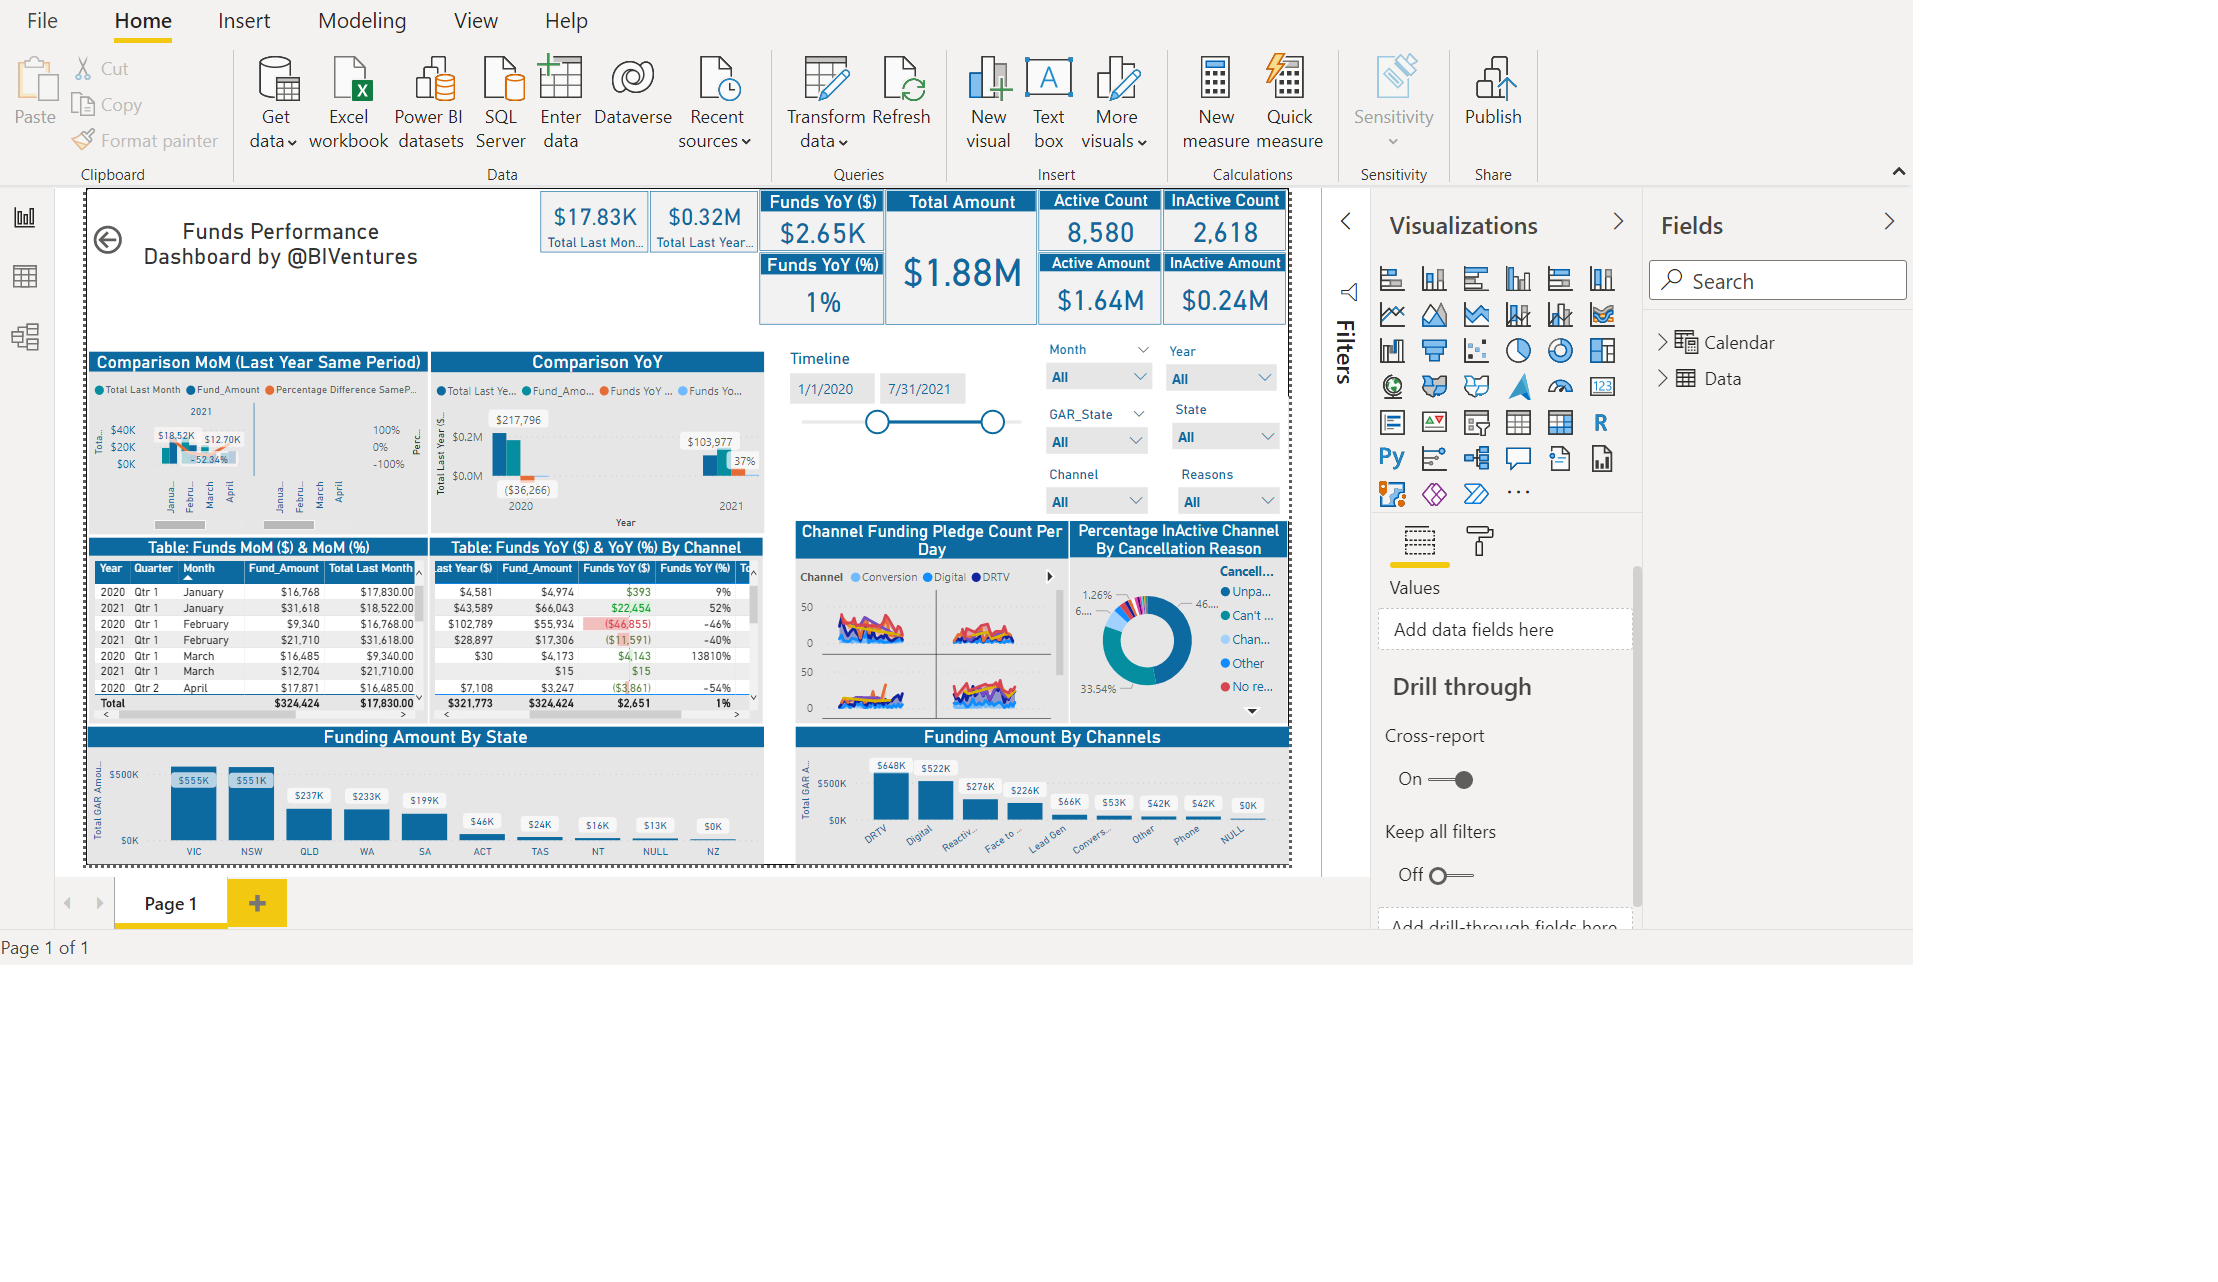 File Home Insert Modeling View Help
Paste
Cut
Copy
Format painter
Clipboard
Get data
Excel workbook
Power BI datasets
SQL Server
Enter data
Dataverse
Recent sources
Data
Transform data
Refresh
Queries
New visual
Text box
More visuals
Insert
New measure
Quick measure
Calculations
Sensitivity
Sensitivity
Publish
Share
Funds Performance
Dashboard by @BIVentures
$17.83K
Total Last Mon...
$0.32M
Total Last Year...
Funds YoY ($)
$2.65K
Funds YoY (%)
1%
Total Amount
$1.88M
Active Count
8,580
Active Amount
$1.64M
InActive Count
2,618
InActive Amount
$0.24M
Comparison MoM (Last Year Same Period)
Total Last Month Fund_Amount Percentage Difference SameP...
2021
Tota...
$40K
$20K
$0K
$18.52K
$12.70K
-52.34%
100%
0%
-100%
Perc...
Janua...
Febru...
March
April
Janua...
Febru...
March
April
Comparison YoY
Total Last Ye... Fund_Amo... Funds YoY ... Funds Yo...
Total Last Year ($...
$0.2M
$0.0M
$217,796
($36,266)
$103,977
37%
2020
2021
Year
Timeline
1/1/2020
7/31/2021
Month
All
Year
All
GAR_State
All
State
All
Channel
All
Reasons
All
Table: Funds MoM ($) & MoM (%)
Year Quarter Month Fund_Amount Total Last Month
2020 Qtr 1 January $16,768 $17,830.00
2021 Qtr 1 January $31,618 $18,522.00
2020 Qtr 1 February $9,340 $16,768.00
2021 Qtr 1 February $21,710 $31,618.00
2020 Qtr 1 March $16,485 $9,340.00
2021 Qtr 1 March $12,704 $21,710.00
2020 Qtr 2 April $17,871 $16,485.00
Total $324,424 $17,830.00
Table: Funds YoY ($) & YoY (%) By Channel
ast Year ($) Fund_Amount Funds YoY ($) Funds YoY (%) To
$4,581 $4,974 $393 9%
$43,589 $66,043 $22,454 52%
$102,789 $55,934 ($46,855) -46%
$28,897 $17,306 ($11,591) -40%
$30 $4,173 $4,143 13810%
$15 $15
$7,108 $3,247 ($3,861) -54%
$321,773 $324,424 $2,651 1%
Channel Funding Pledge Count Per
Day
Channel Conversion Digital DRTV
50
0
50
0
Percentage InActive Channel
By Cancellation Reason
1.26%
6....
46....
33.54%
Cancell...
Unpa...
Can't ...
Chan...
Other
No re...
Funding Amount By State
Total GAR Amou...
$500K
$0K
$555K $551K $237K $233K $199K $46K $24K $16K $13K $0K
VIC NSW QLD WA SA ACT TAS NT NULL NZ
Funding Amount By Channels
Total GAR A...
$500K
$0K
$648K $522K $276K $226K $66K $53K $42K $42K $0K
DRTV Digital Reactiv... Face to ... Lead Gen Convers... Other Phone NULL
Filters
Visualizations
123
R
Py
Values
Add data fields here
Drill through
Cross-report
On
Keep all filters
Off
Add drill-through fields here
Fields
Search
Calendar
Data
Page 1
Page 1 of 1